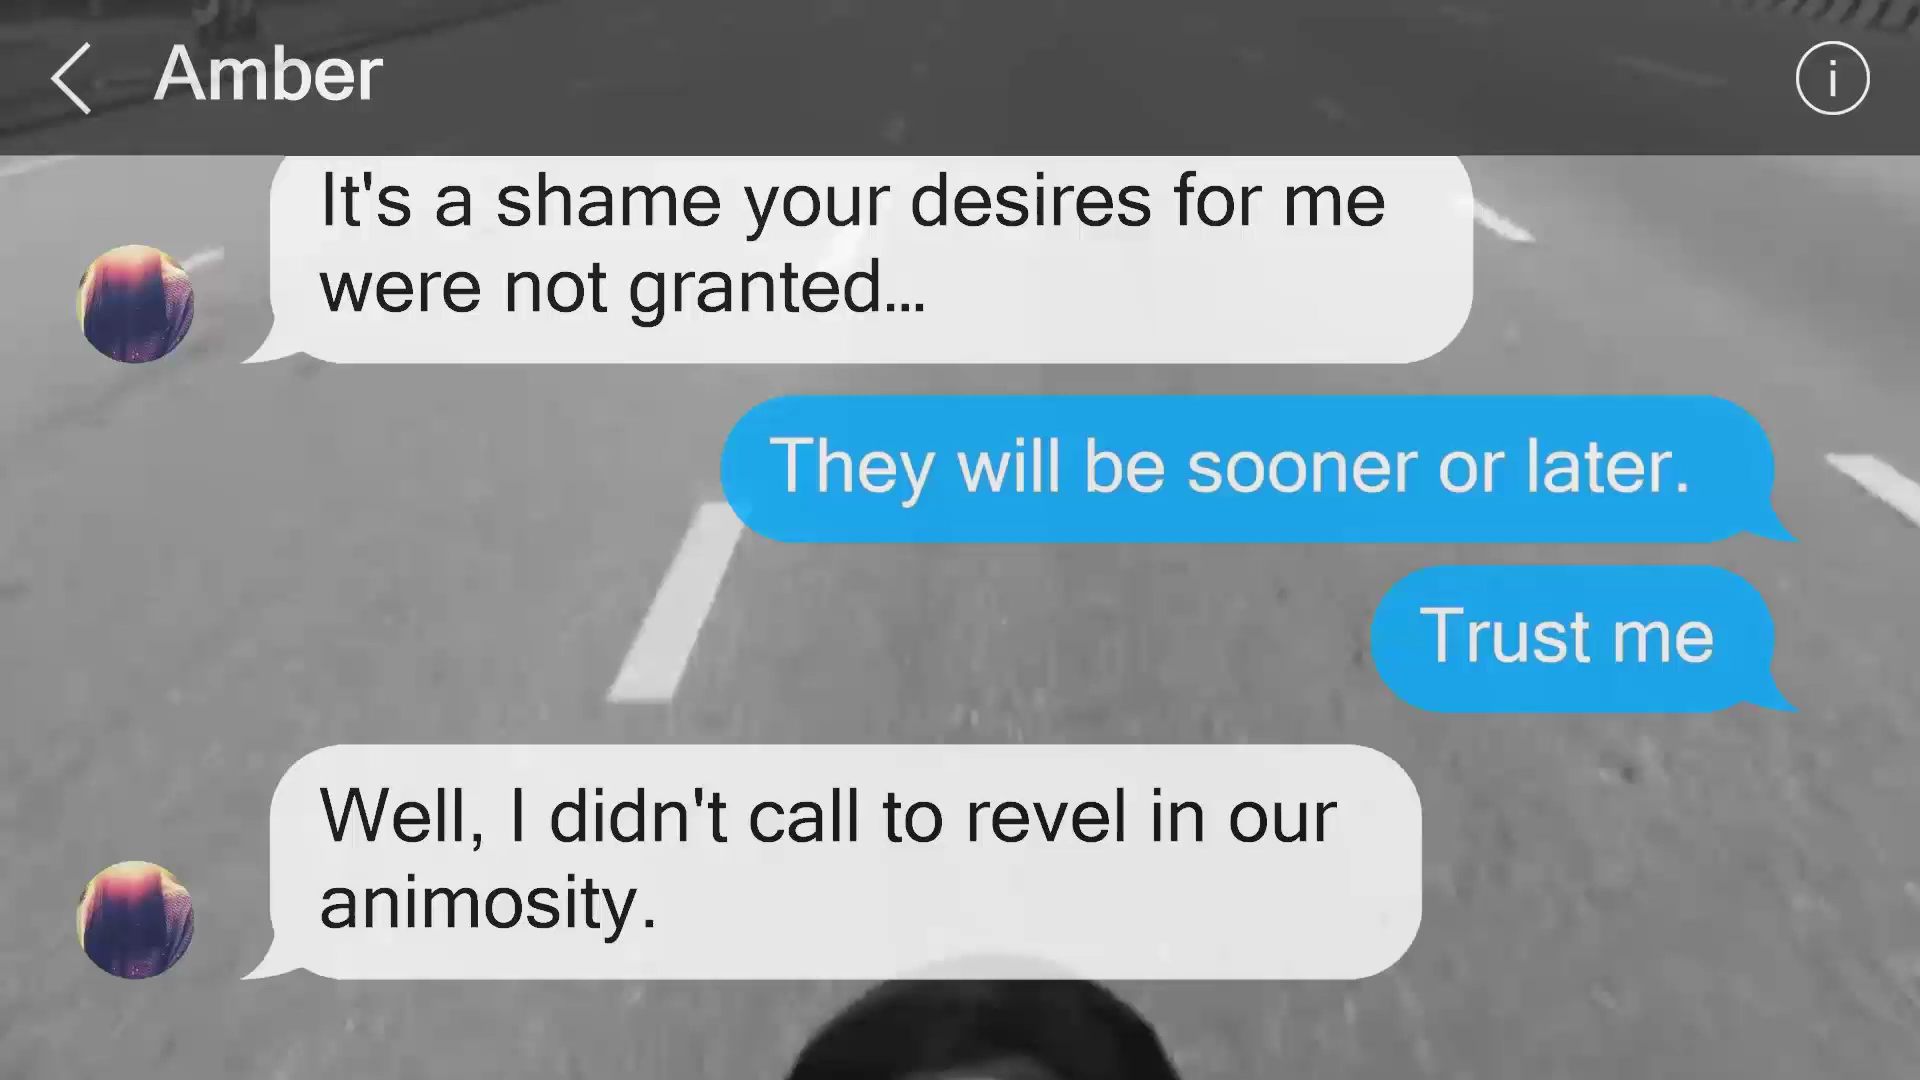 Amber
i
It's a shame your desires for me
were not granted...
They will be sooner or later.
Trust me
Well, I didn't call to revel in our
animosity.